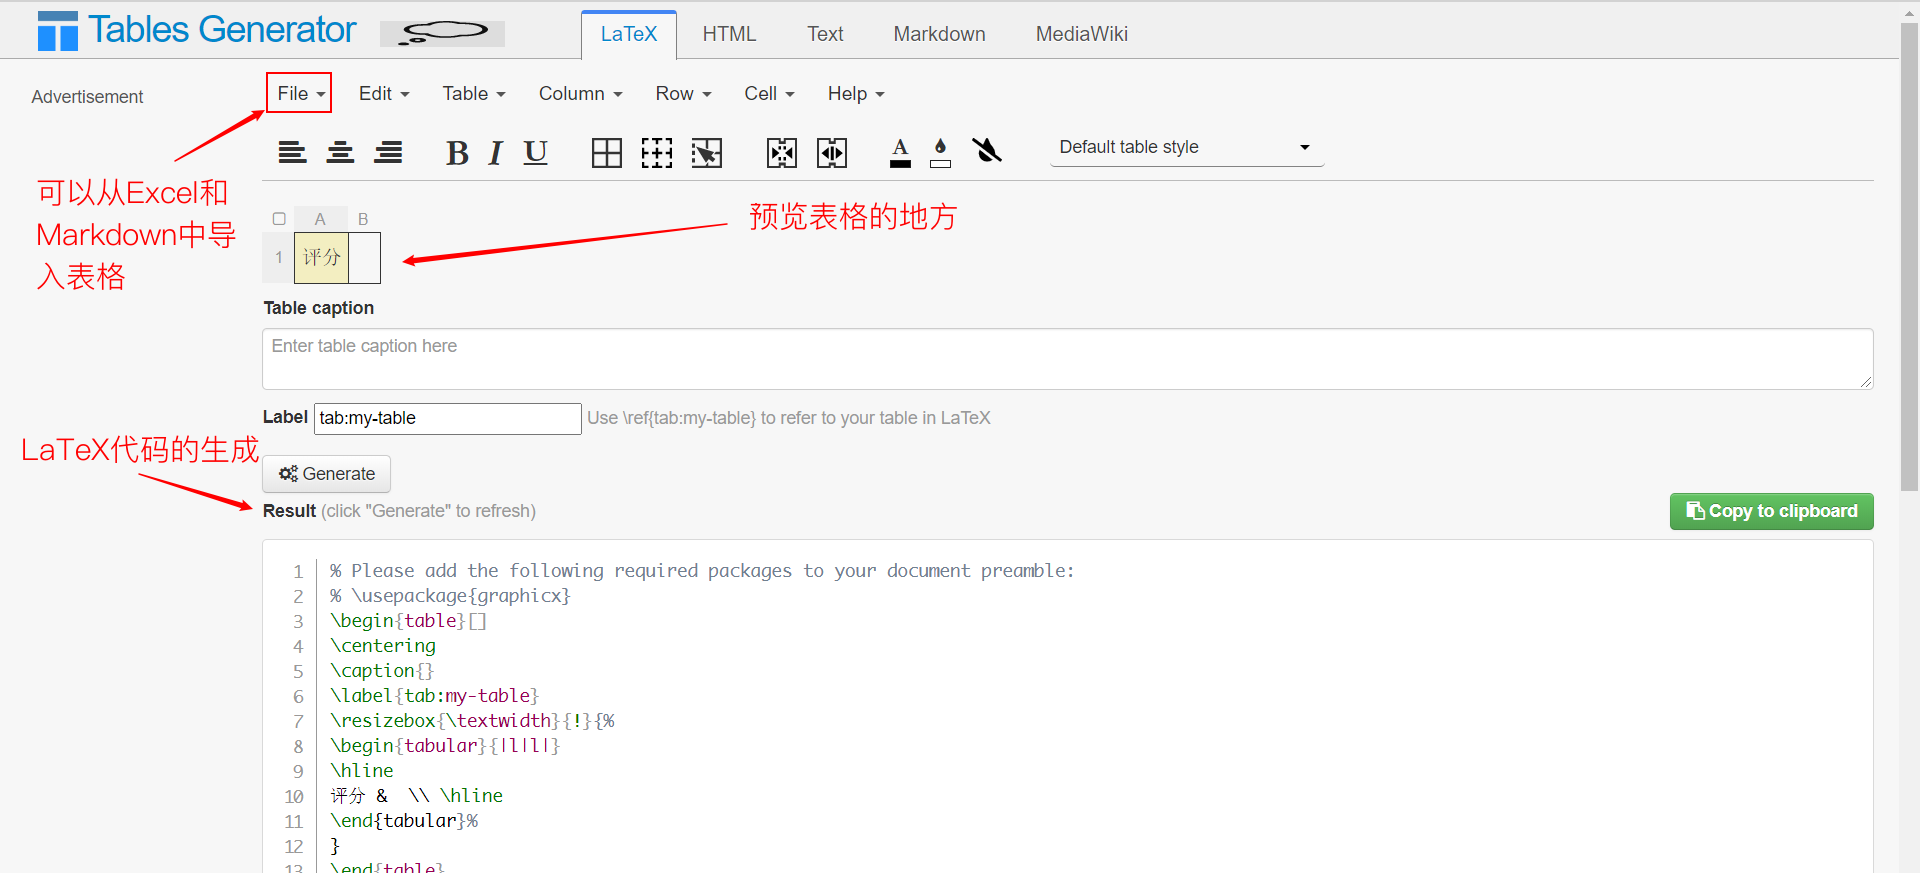 Tables Generator
LaTeX
HTML
Text
Markdown
MediaWiki
Advertisement
File
Edit
Table
Column
Row
Cell
Help
B I U
A
Default table style
可以从Excel和
Markdown中导
入表格
预览表格的地方
A B
1 评分
Table caption
Enter table caption here
Label tab:my-table Use \ref{tab:my-table} to refer to your table in LaTeX
LaTeX代码的生成
Generate
Result (click "Generate" to refresh)
Copy to clipboard
1 % Please add the following required packages to your document preamble:
2 % \usepackage{graphicx}
3 \begin{table}[]
4 \centering
5 \caption{}
6 \label{tab:my-table}
7 \resizebox{\textwidth}{!}{%
8 \begin{tabular}{|l|l|}
9 \hline
10 评分 &  \\ \hline
11 \end{tabular}%
12 }
13 \end{table}